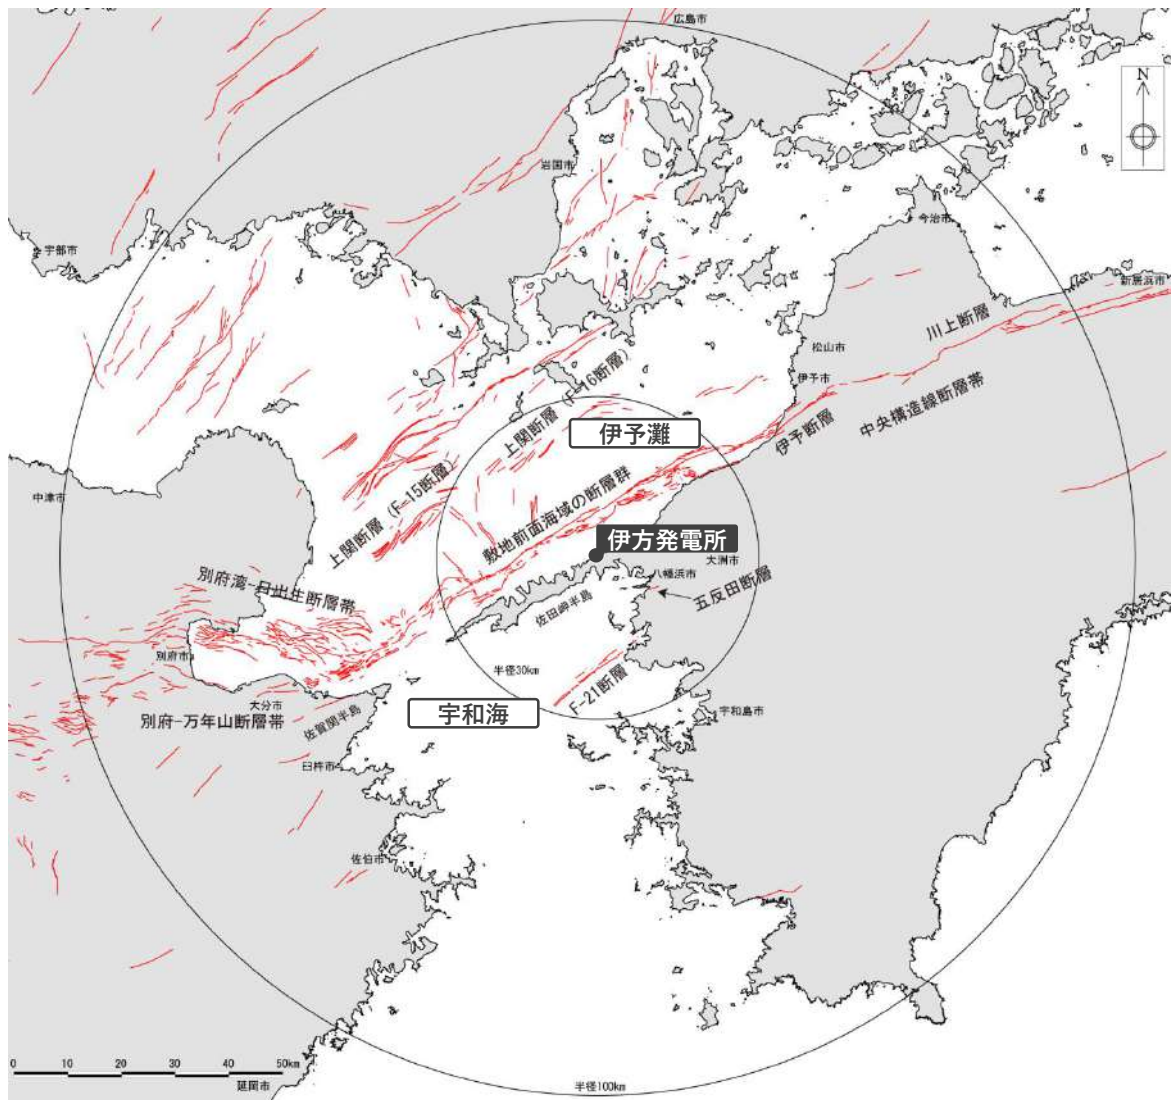 広島市
N
岩国市
今治市
宇部市
新居浜市
川上断層
松山市
伊予市
上関断層（F-16断層）
伊予断層
中央構造線断層帯
伊予灘
中津市
上関断層（F-15断層）
敷地前面海域の断層群
伊方発電所
大洲市
八幡浜市
五反田断層
別府湾-日出生断層帯
佐田岬半島
別府市
半径30km
F-21断層
大分市
宇和海
宇和島市
別府-万年山断層帯
佐賀関半島
臼杵市
佐伯市
0 10 20 30 40 50km
延岡市
半径100km